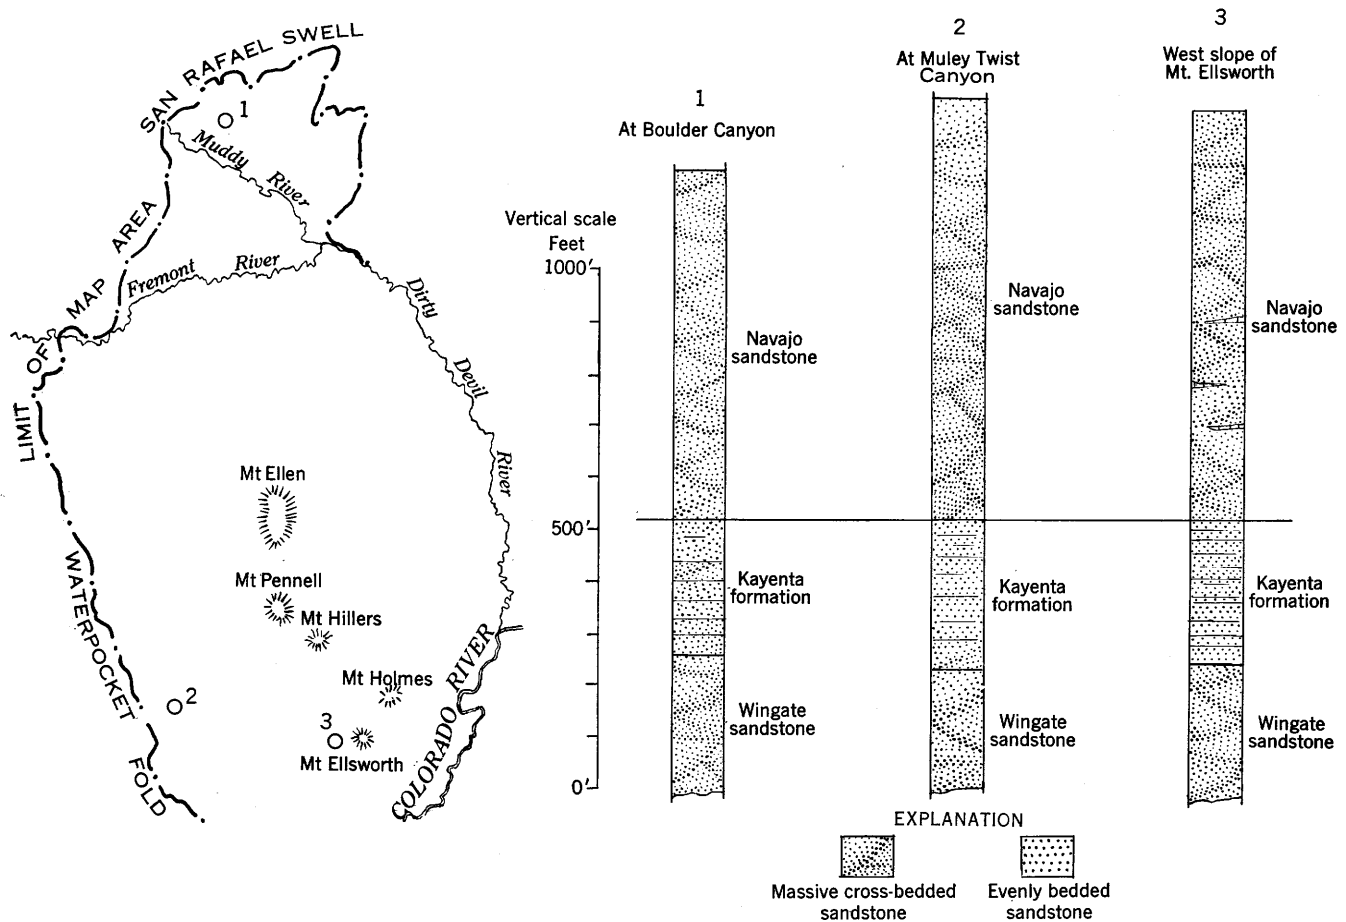 SAN RAFAEL SWELL
1
Muddy
River
LIMIT OF MAP AREA
Fremont River
Dirty
Devil
River
Mt Ellen
Mt Pennell
Mt Hillers
Mt Holmes
WATERPOCKET
FOLD
2
3
Mt Ellsworth
COLORADO RIVER
Vertical scale
Feet
1000'
500'
0'
1
At Boulder Canyon
Navajo
sandstone
Kayenta
formation
Wingate
sandstone
2
At Muley Twist
Canyon
Navajo
sandstone
Kayenta
formation
Wingate
sandstone
3
West slope of
Mt. Ellsworth
Navajo
sandstone
Kayenta
formation
Wingate
sandstone
EXPLANATION
Massive cross-bedded
sandstone
Evenly bedded
sandstone